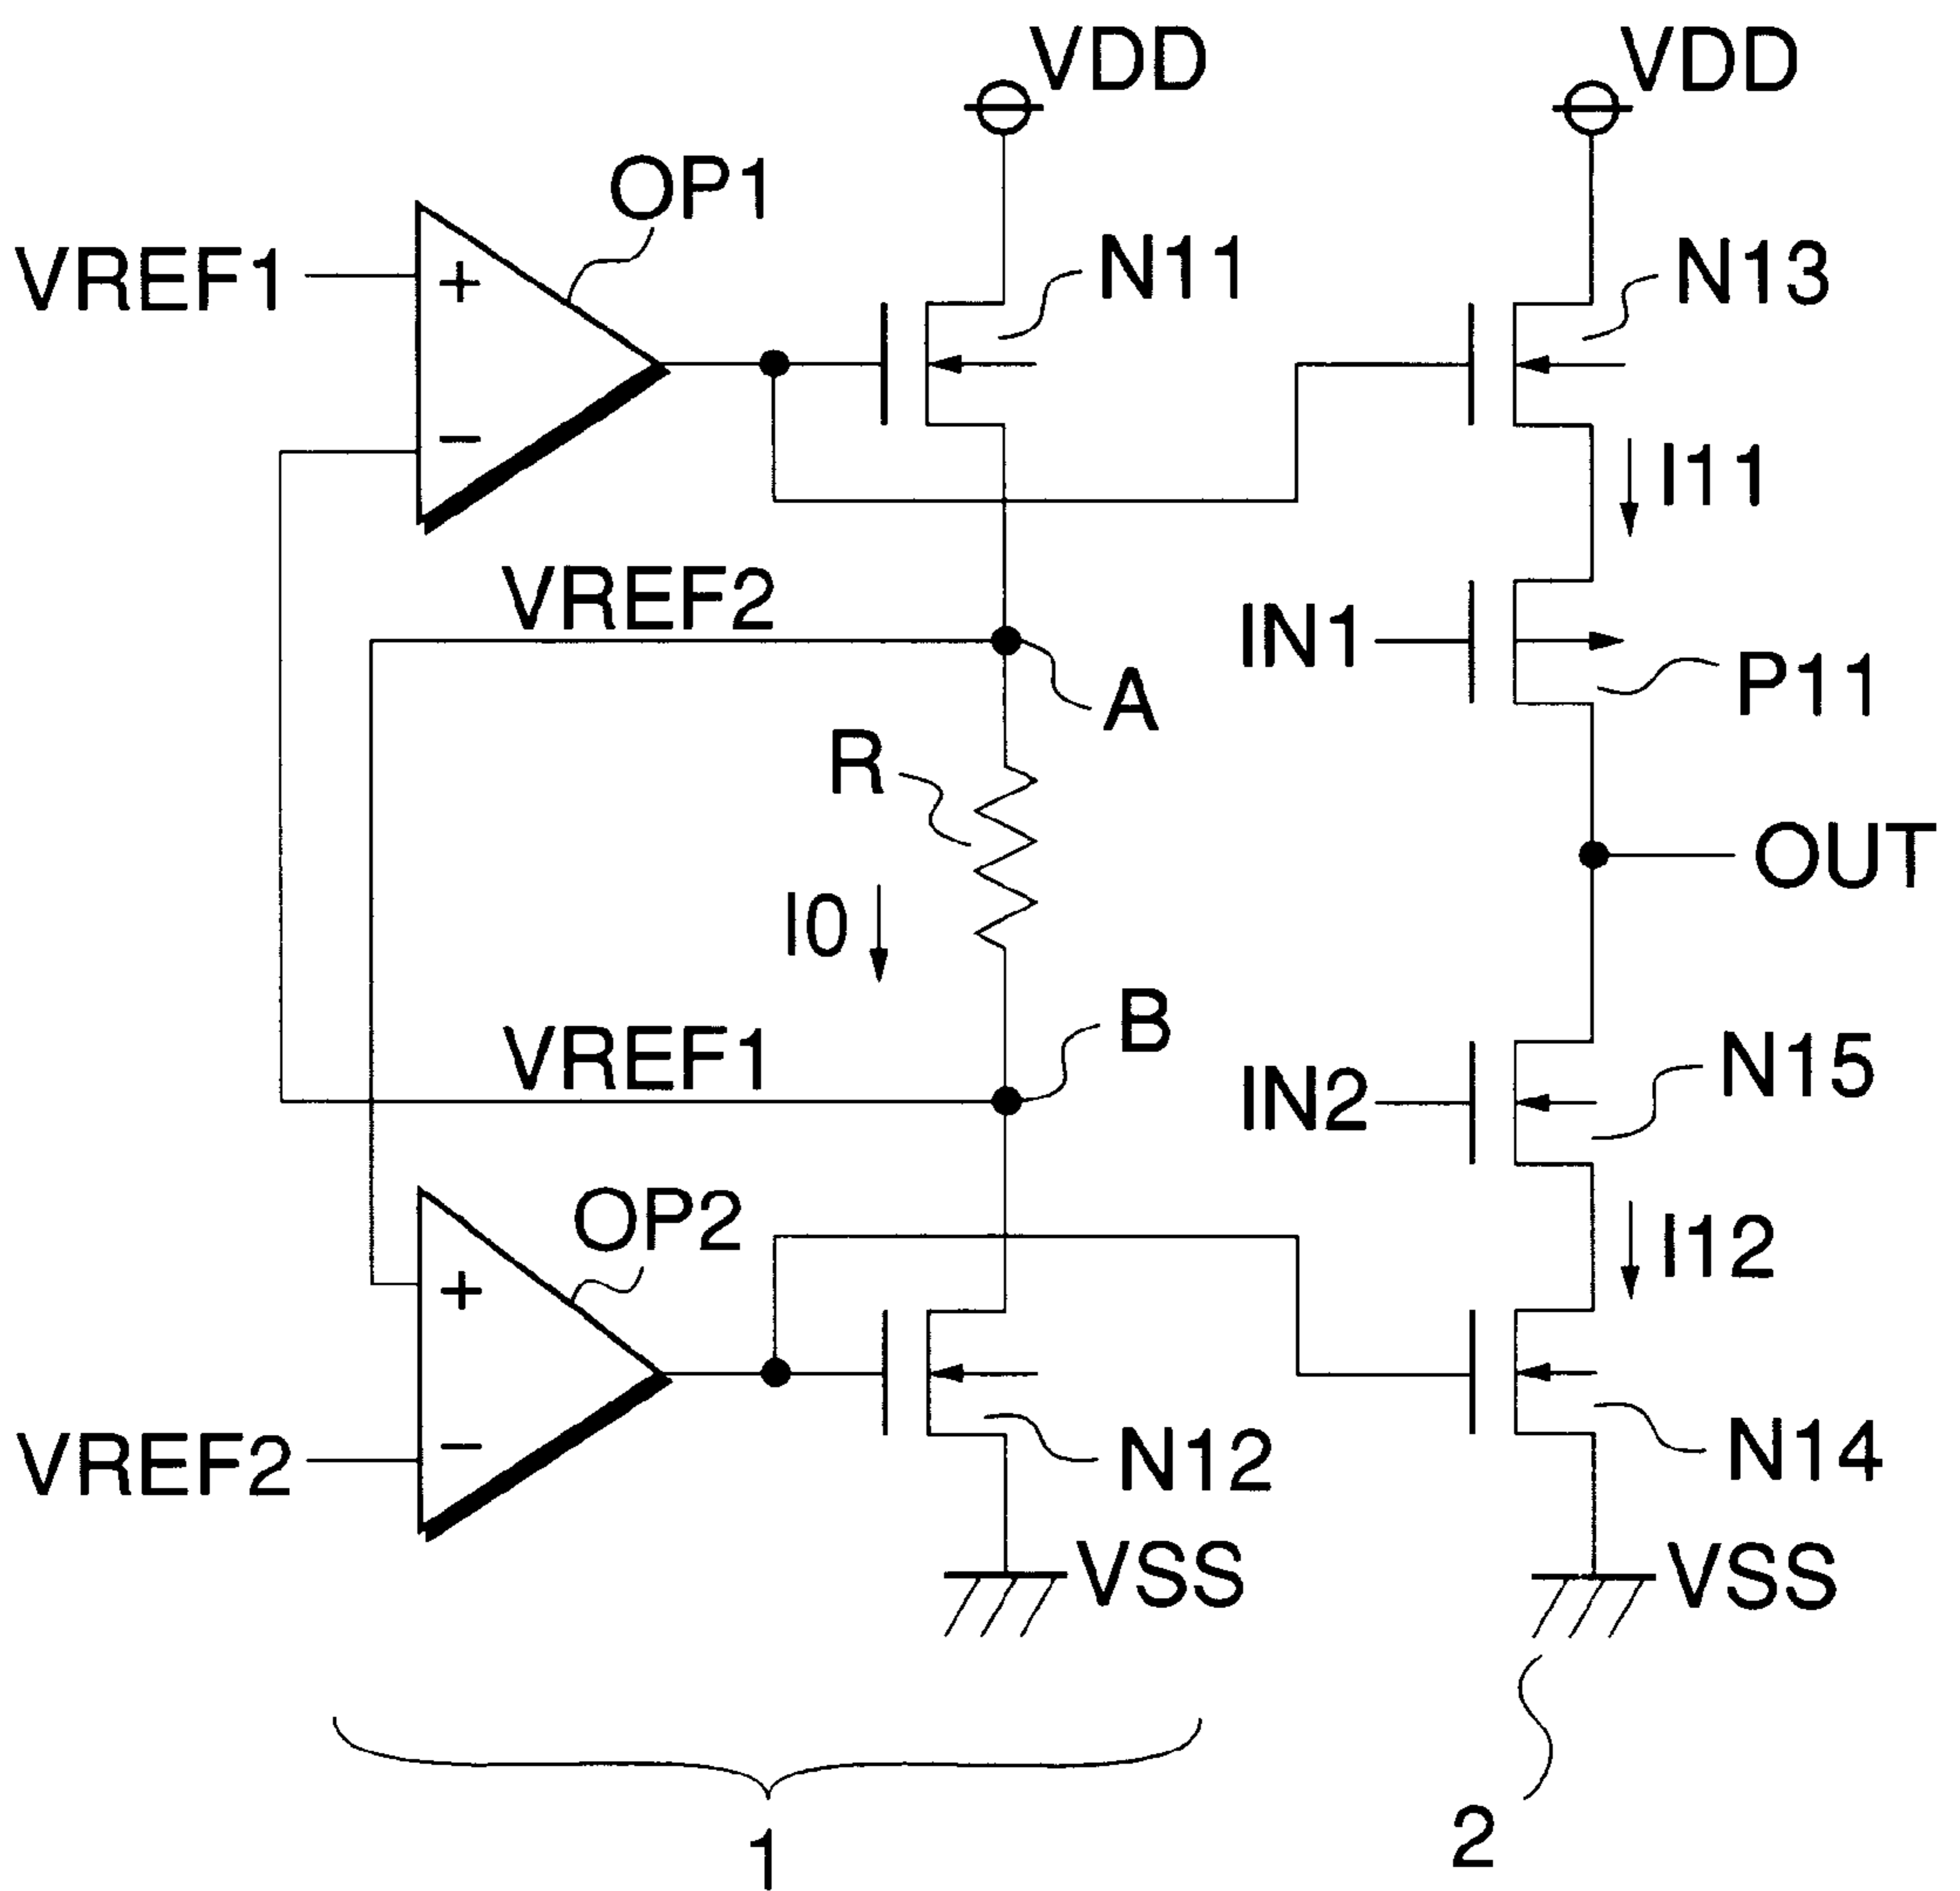 VDD
VDD
OP1
VREF1
+
−
N11
N13
I11
VREF2
IN1
A
P11
R
OUT
I0
B
VREF1
IN2
N15
OP2
I12
+
−
VREF2
N12
N14
VSS
VSS
1
2